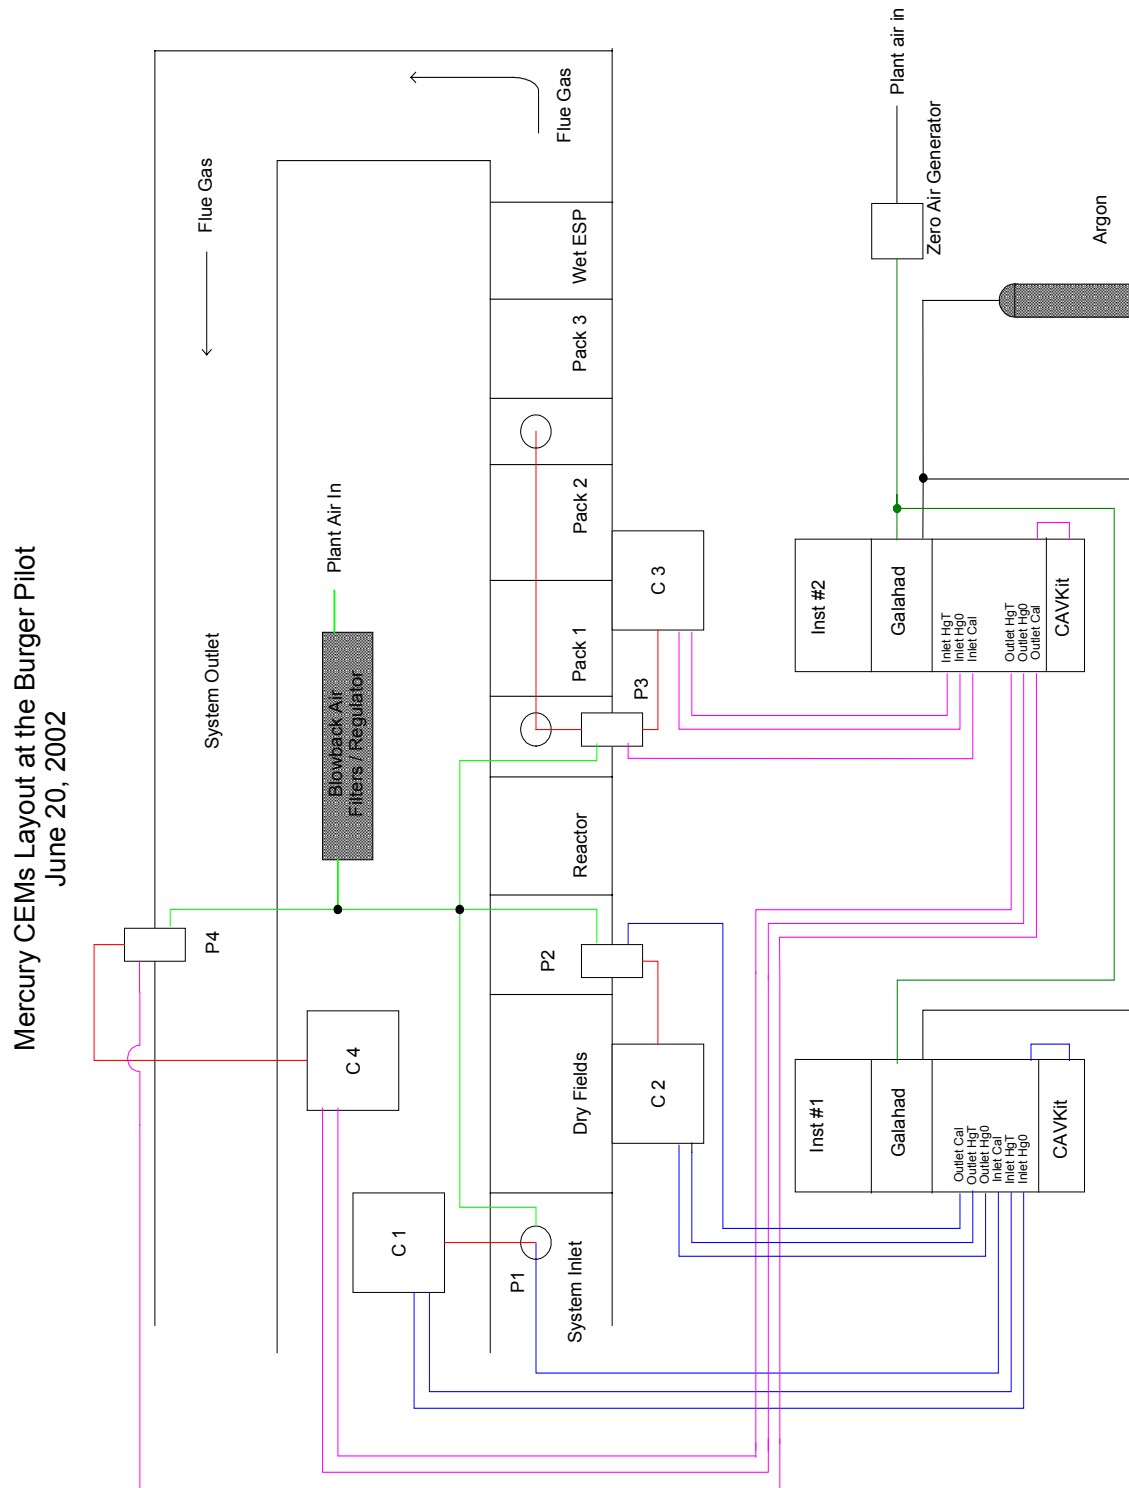 Mercury CEMs Layout at the Burger Pilot
June 20, 2002
System Outlet
Flue Gas
Flue Gas
Plant Air In
Blowback Air
Filters / Regulator
P4
C 4
C 1
P1
System Inlet
Dry Fields
P2
Reactor
Pack 1
Pack 2
Pack 3
Wet ESP
C 2
P3
C 3
Plant air in
Zero Air Generator
Argon
Inst #1
Galahad
Outlet Cal
Outlet HgT
Outlet Hg0
Inlet Cal
Inlet HgT
Inlet Hg0
CAVKit
Inst #2
Galahad
Inlet HgT
Inlet Hg0
Inlet Cal
Outlet HgT
Outlet Hg0
Outlet Cal
CAVKit